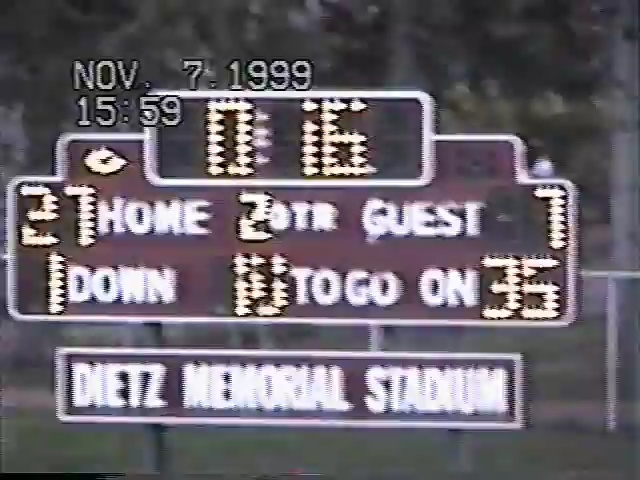 NOV. 7.1999
15:59
0:16
27 HOME 2 QTR GUEST 7
1 DOWN 10 TO GO ON 35
DIETZ MEMORIAL STADIUM